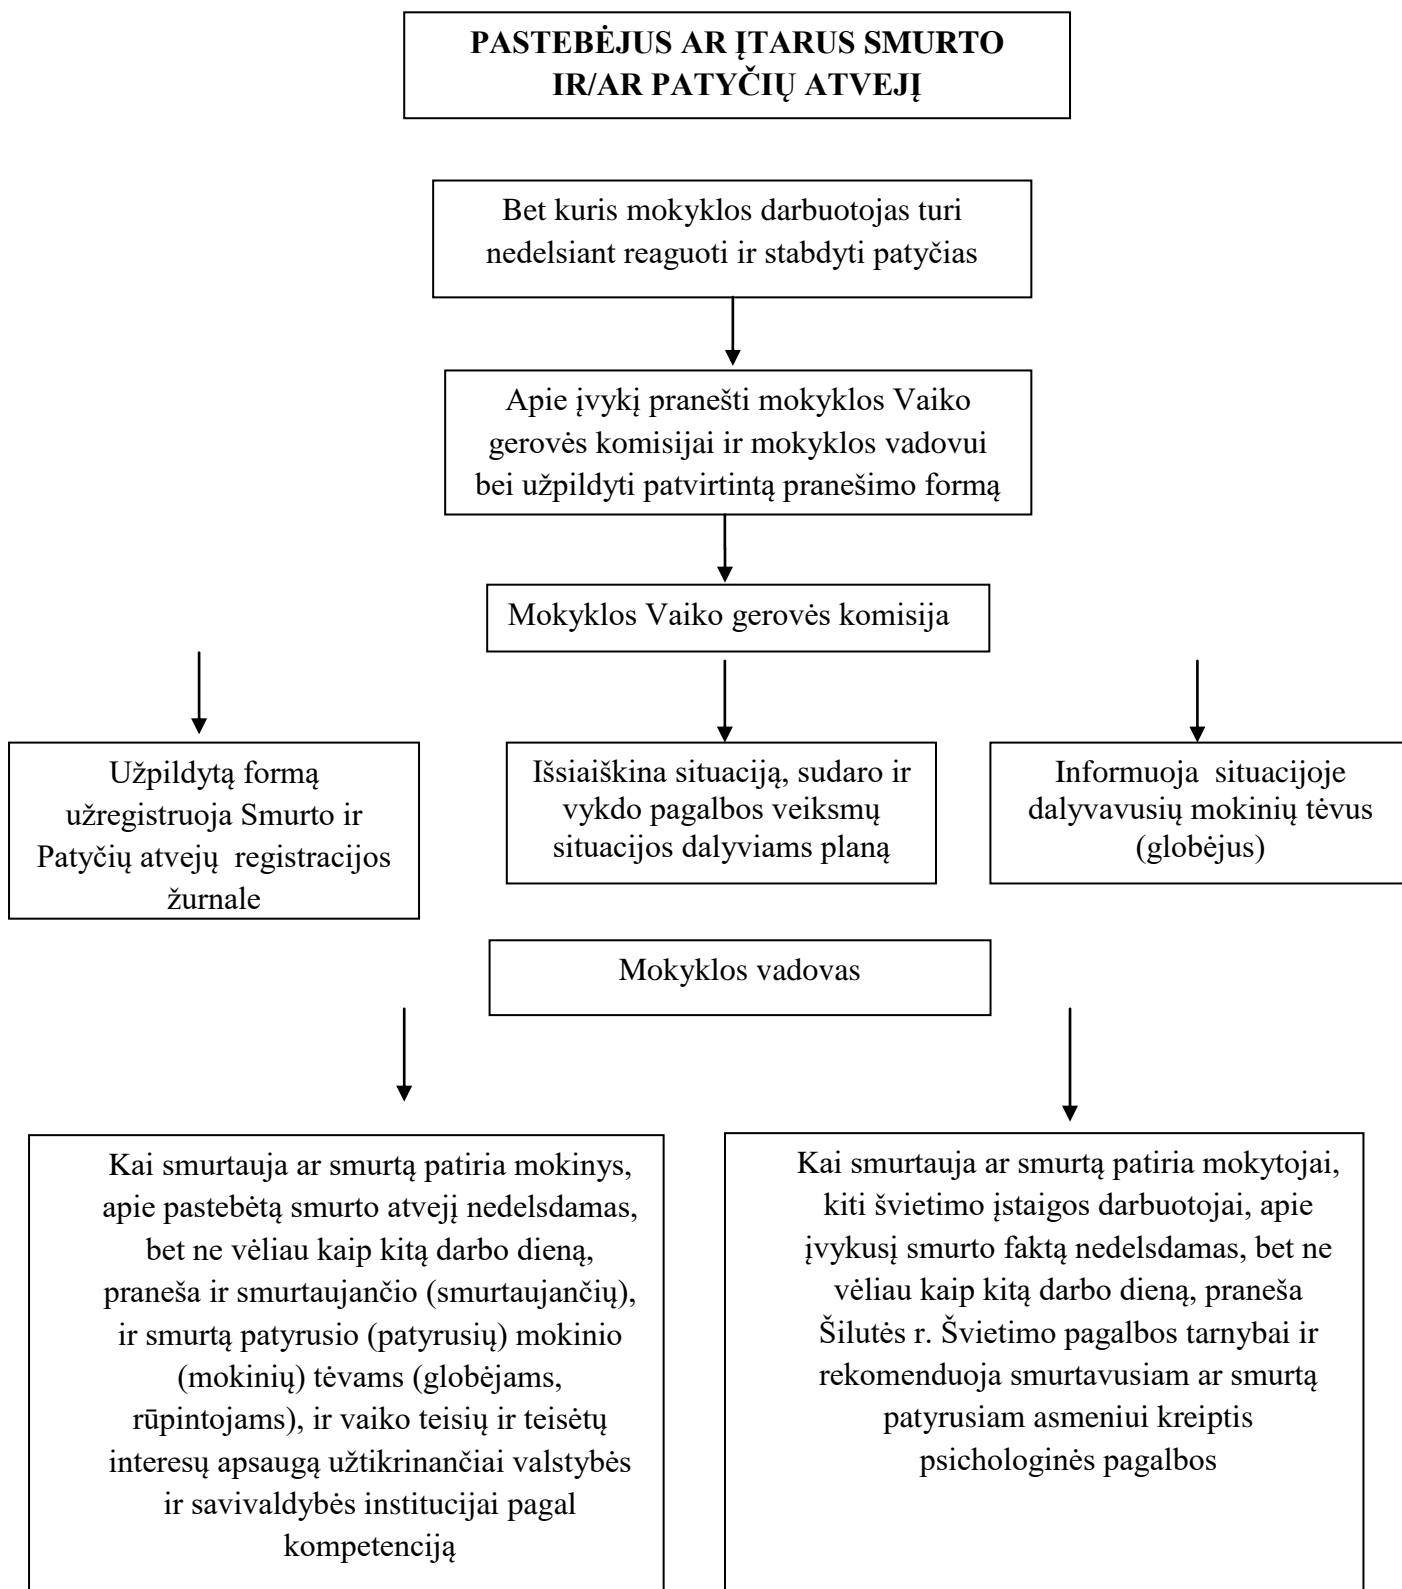 PASTEBĖJUS AR ĮTARUS SMURTO
IR/AR PATYČIŲ ATVEJĮ
Bet kuris mokyklos darbuotojas turi
nedelsiant reaguoti ir stabdyti patyčias
Apie įvykį pranešti mokyklos Vaiko
gerovės komisijai ir mokyklos vadovui
bei užpildyti patvirtintą pranešimo formą
Mokyklos Vaiko gerovės komisija
Užpildytą formą
užregistruoja Smurto ir
Patyčių atvejų registracijos
žurnale
Išsiaiškina situaciją, sudaro ir
vykdo pagalbos veiksmų
situacijos dalyviams planą
Informuoja situacijoje
dalyvavusių mokinių tėvus
(globėjus)
Mokyklos vadovas
Kai smurtauja ar smurtą patiria mokinys,
apie pastebėtą smurto atvejį nedelsdamas,
bet ne vėliau kaip kitą darbo dieną,
praneša ir smurtaujančio (smurtaujančių),
ir smurtą patyrusio (patyrusių) mokinio
(mokinių) tėvams (globėjams,
rūpintojams), ir vaiko teisių ir teisėtų
interesų apsaugą užtikrinančiai valstybės
ir savivaldybės institucijai pagal
kompetenciją
Kai smurtauja ar smurtą patiria mokytojai,
kiti švietimo įstaigos darbuotojai, apie
įvykusį smurto faktą nedelsdamas, bet ne
vėliau kaip kitą darbo dieną, praneša
Šilutės r. Švietimo pagalbos tarnybai ir
rekomenduoja smurtavusiam ar smurtą
patyrusiam asmeniui kreiptis
psichologinės pagalbos